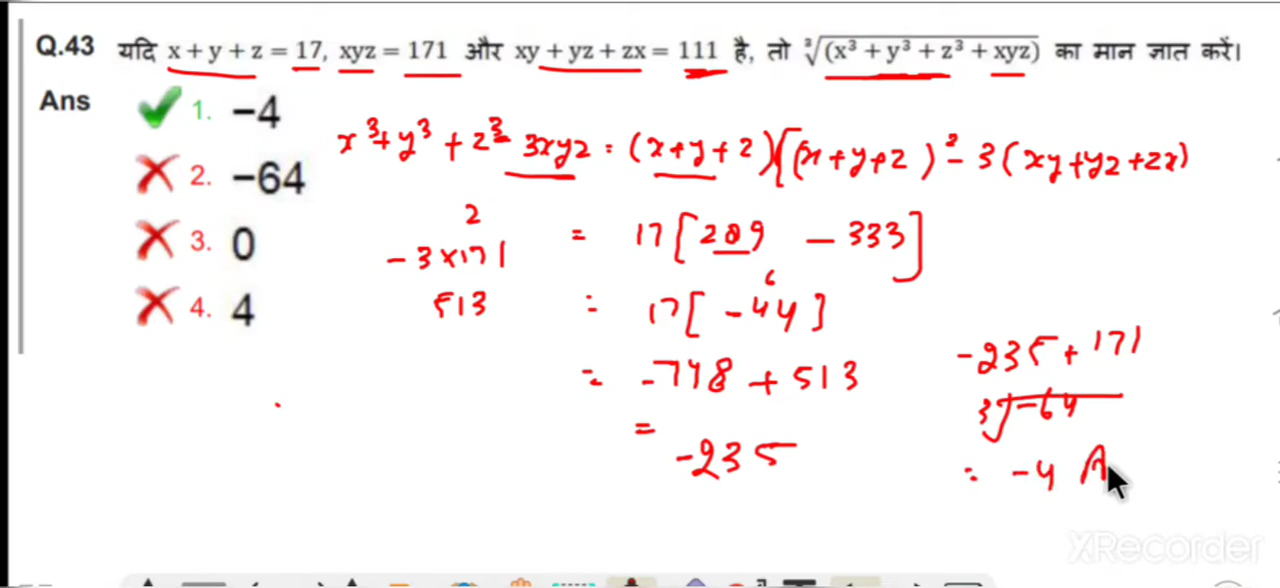 Q.43 यदि x + y + z = 17, xyz = 171 और xy + yz + zx = 111 है, तो ∛(x³ + y³ + z³ + xyz) का मान ज्ञात करें।
Ans 1. -4
2. -64
3. 0
4. 4
x³ + y³ + z³ - 3xyz = (x+y+z)[(x+y+z)² - 3(xy+yz+zx)
= 17[289 - 333]
2
-3×171
513
= 17[-44]
6
= -748 + 513
= -235
-235 + 171
∛-64
= -4 A
XRecorder